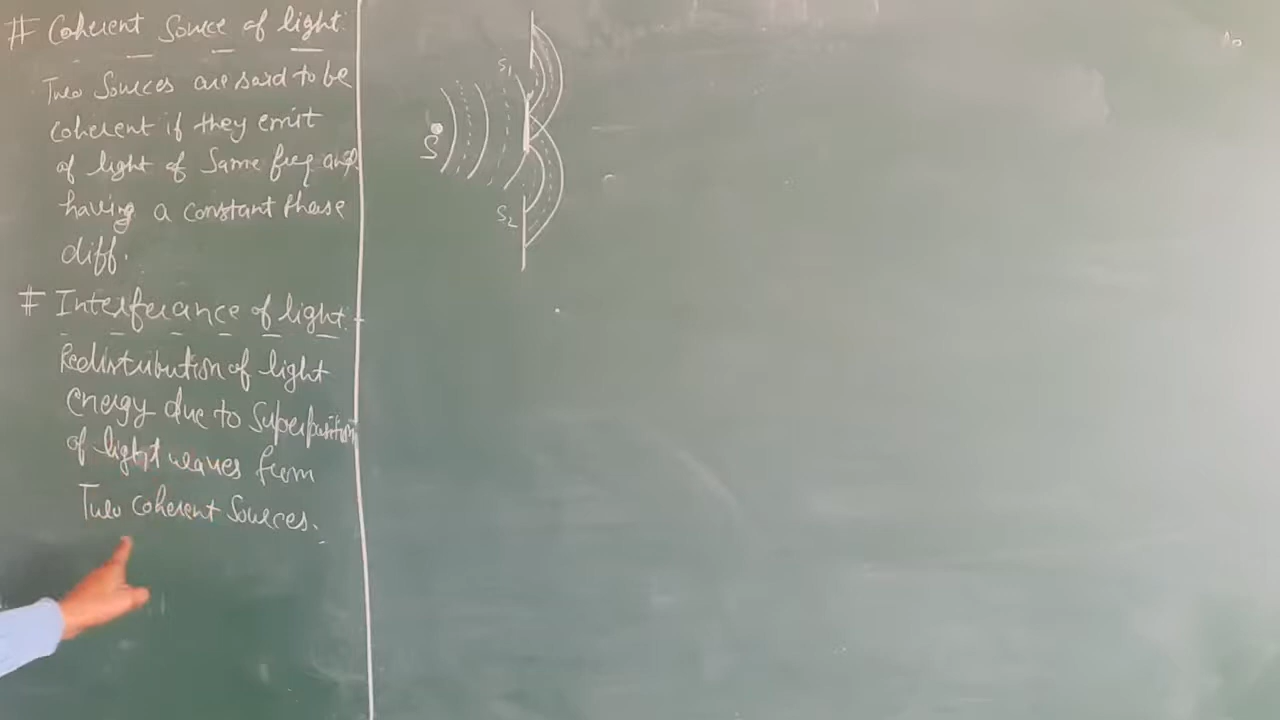 # Coherent Source of light:
Two Sources are said to be
coherent if they emit
of light of Same freq and
having a constant phase
diff.
# Interferance of light:-
Redistribution of light
energy due to superposition
of light waves from
Two coherent Sources.
S
S1
S2